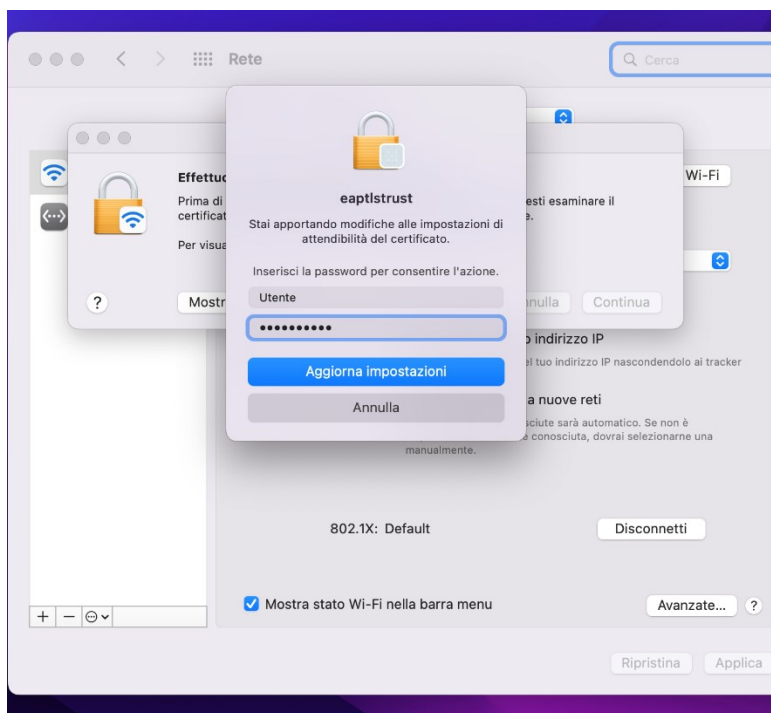 Rete
Cerca
Effettuc
Prima di
certificat
Per visua
esti esaminare il
e.
?
Mostr
nnulla
Continua
eaptlstrust
Stai apportando modifiche alle impostazioni di
attendibilità del certificato.
Inserisci la password per consentire l'azione.
Utente
••••••••••
Aggiorna impostazioni
Annulla
Wi-Fi
o indirizzo IP
el tuo indirizzo IP nascondendolo ai tracker
a nuove reti
sciute sarà automatico. Se non è
e conosciuta, dovrai selezionarne una
manualmente.
802.1X: Default
Disconnetti
Mostra stato Wi-Fi nella barra menu
Avanzate...
?
Ripristina
Applica